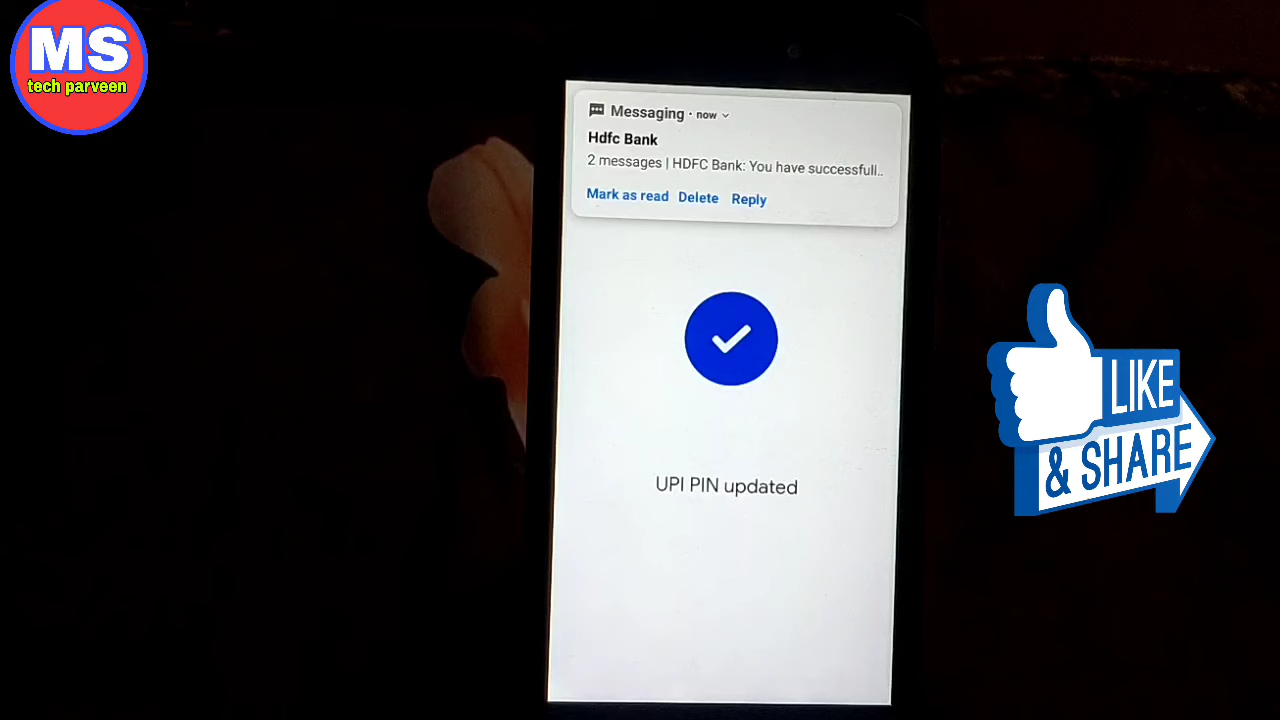 MS
tech parveen
Messaging · now
Hdfc Bank
2 messages | HDFC Bank: You have successfull..
Mark as read Delete Reply
UPI PIN updated
LIKE
& SHARE